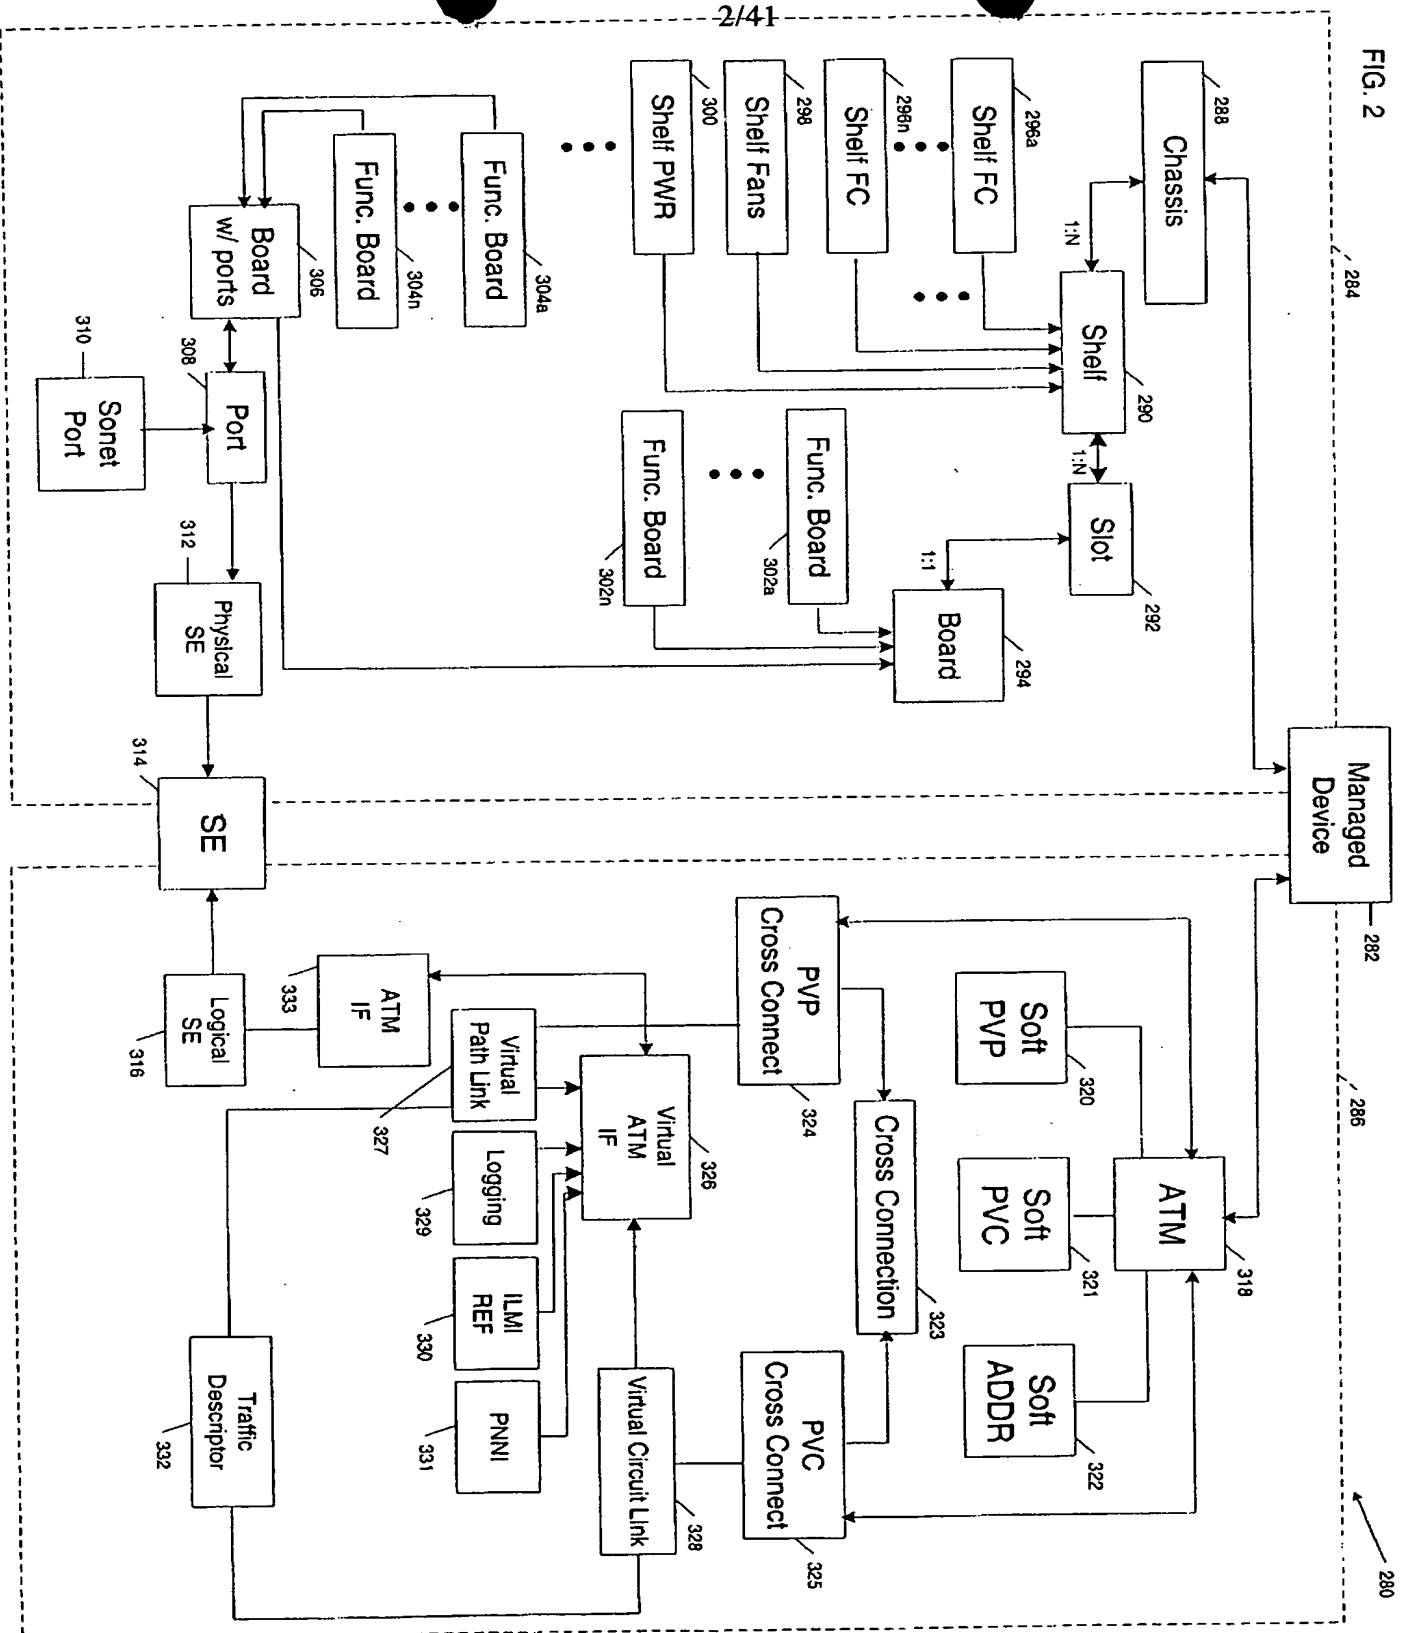 2/41
FIG. 2
280
Managed
Device
282
284
286
288
Chassis
1:N
Shelf
290
1:N
Slot
292
1:1
Board
294
296a
Shelf FC
296n
Shelf FC
298
Shelf Fans
300
Shelf PWR
Func. Board
302a
Func. Board
302n
Func. Board
304a
Func. Board
304n
Board
w/ ports
306
308
Port
310
Sonet
Port
312
Physical
SE
314
SE
Logical
SE
316
ATM
318
Soft
PVP
320
Soft
PVC
321
Soft
ADDR
322
Cross Connection
323
PVP
Cross Connect
324
PVC
Cross Connect
325
Virtual
ATM
IF
326
Virtual
Path Link
327
Virtual Circuit LInk
328
Logging
329
ILMI
REF
330
PNNI
331
Traffic
Descriptor
332
ATM
IF
333